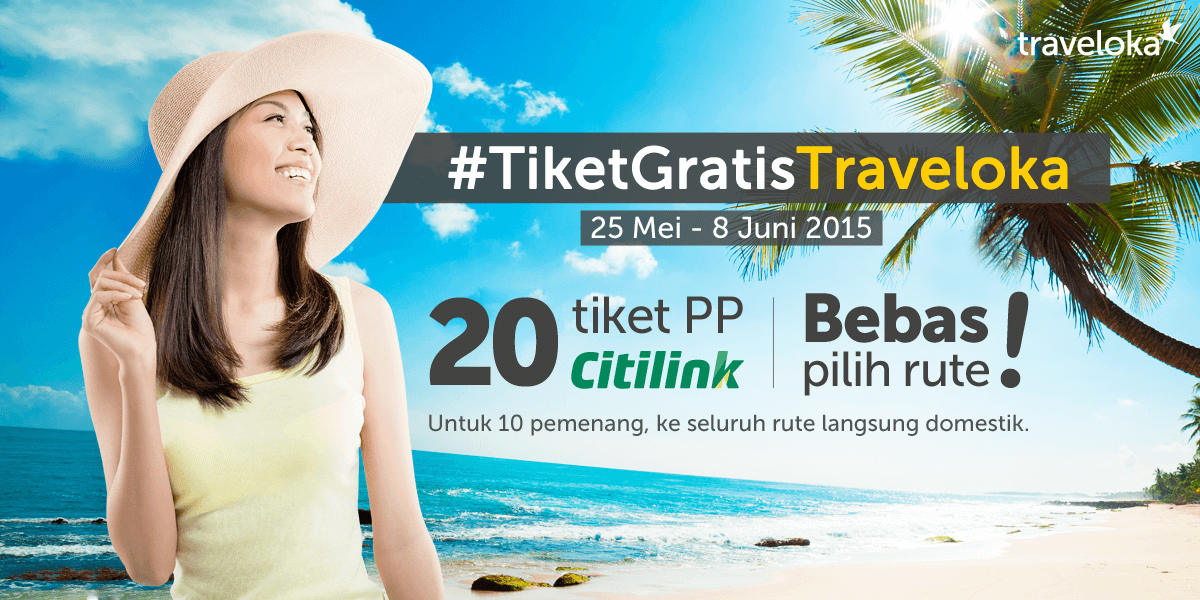 traveloka
#TiketGratisTraveloka
25 Mei - 8 Juni 2015
20 tiket PP
Citilink
Bebas
pilih rute!
Untuk 10 pemenang, ke seluruh rute langsung domestik.